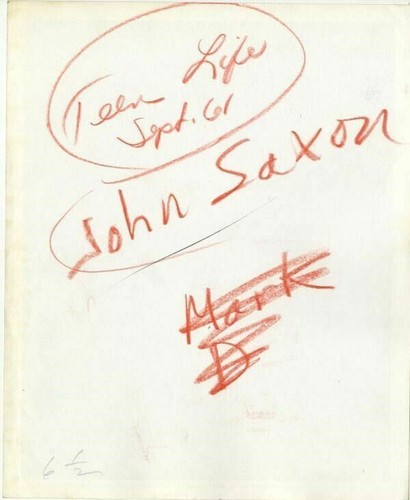 Teen Life
Sept. 61
John Saxon
Mark
D
6 1/2